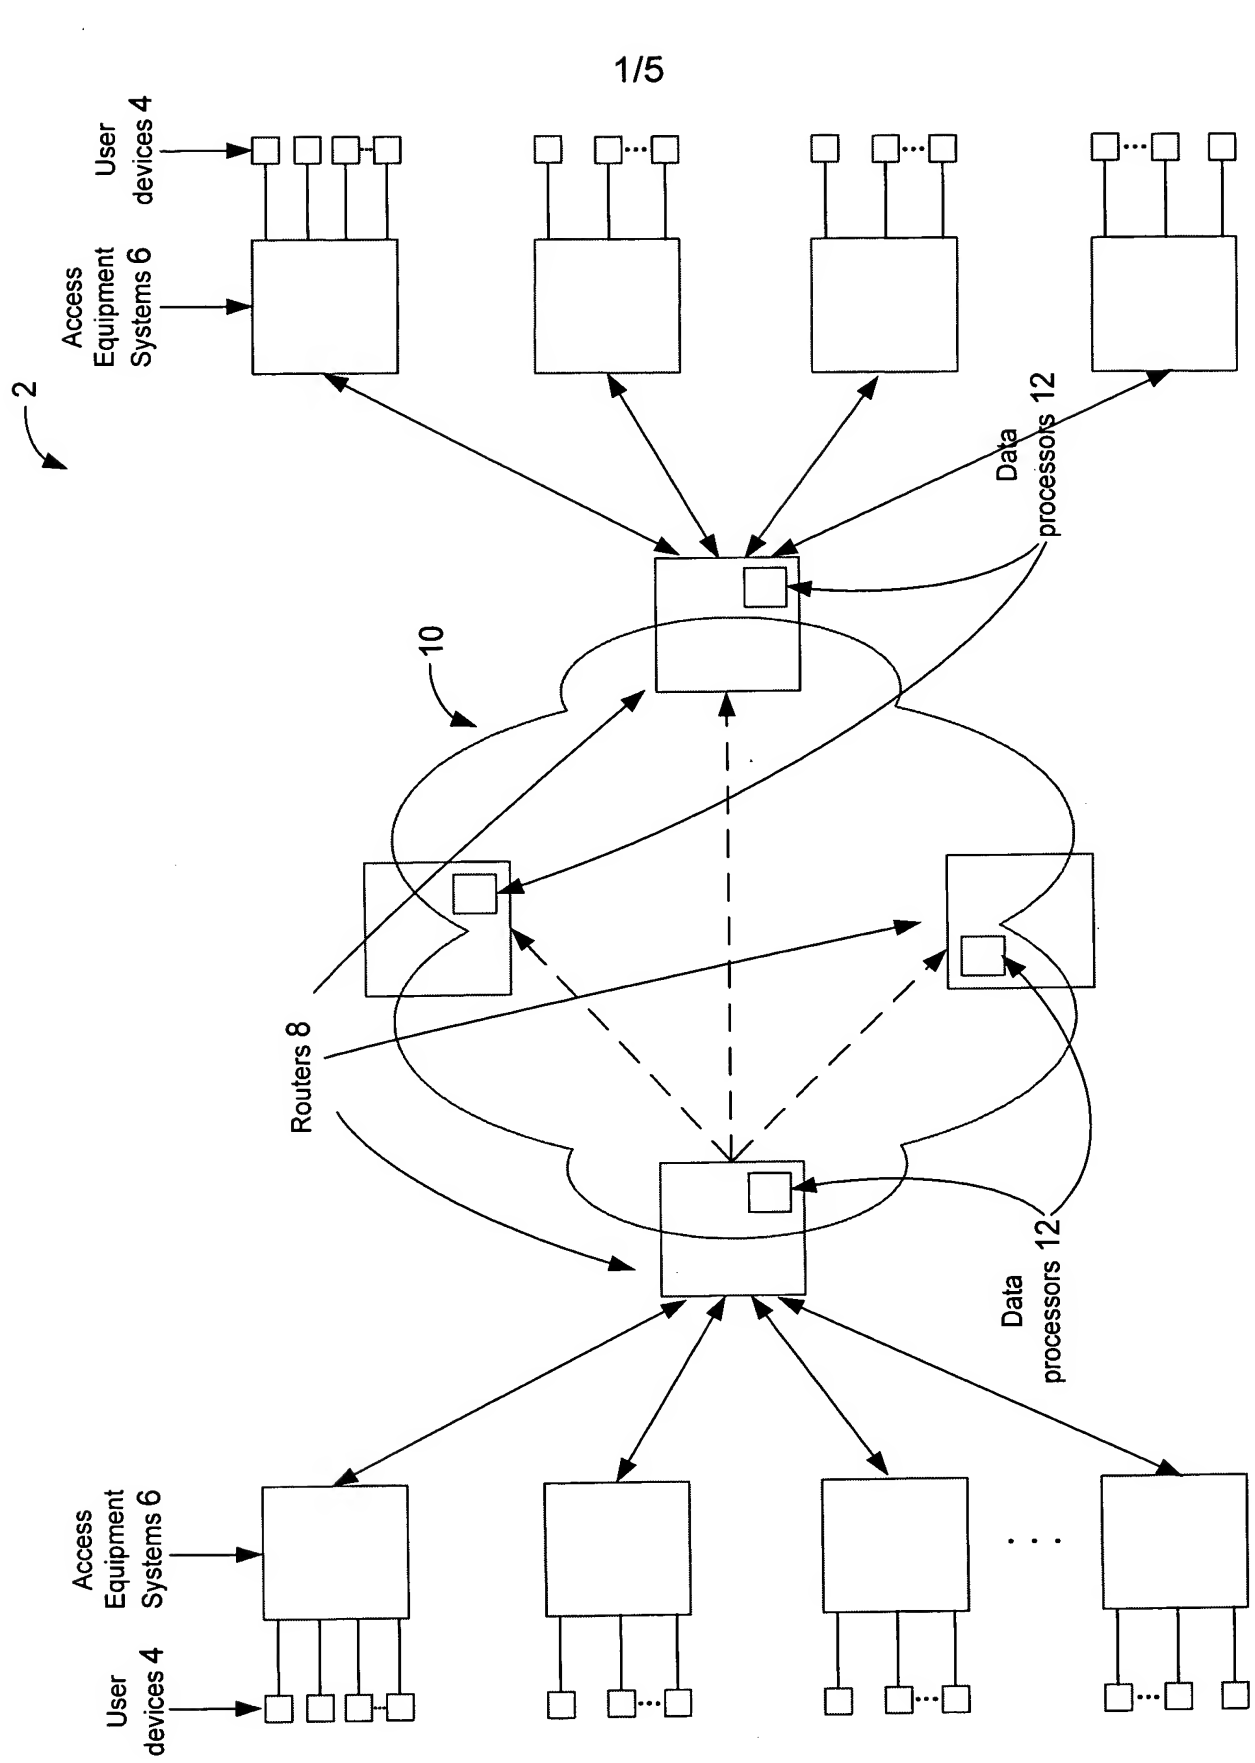 1/5
User
devices 4
Access
Equipment
Systems 6
2
Data
processors 12
10
Routers 8
Data
processors 12
Access
Equipment
Systems 6
User
devices 4